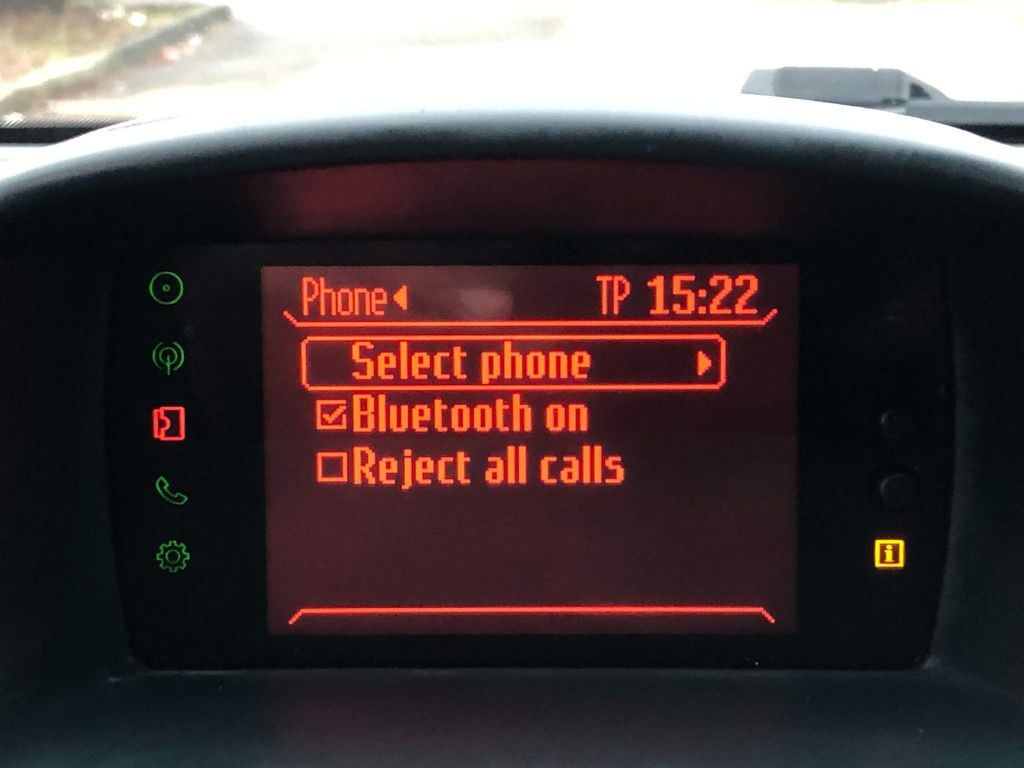 Phone TP 15:22
Select phone
Bluetooth on
Reject all calls
i